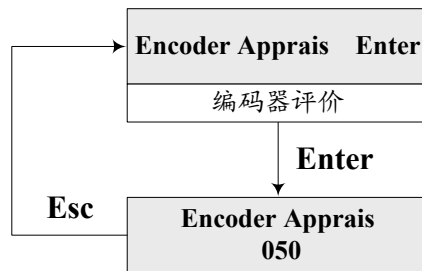 Encoder Apprais Enter
编码器评价
Enter
Esc
Encoder Apprais
050